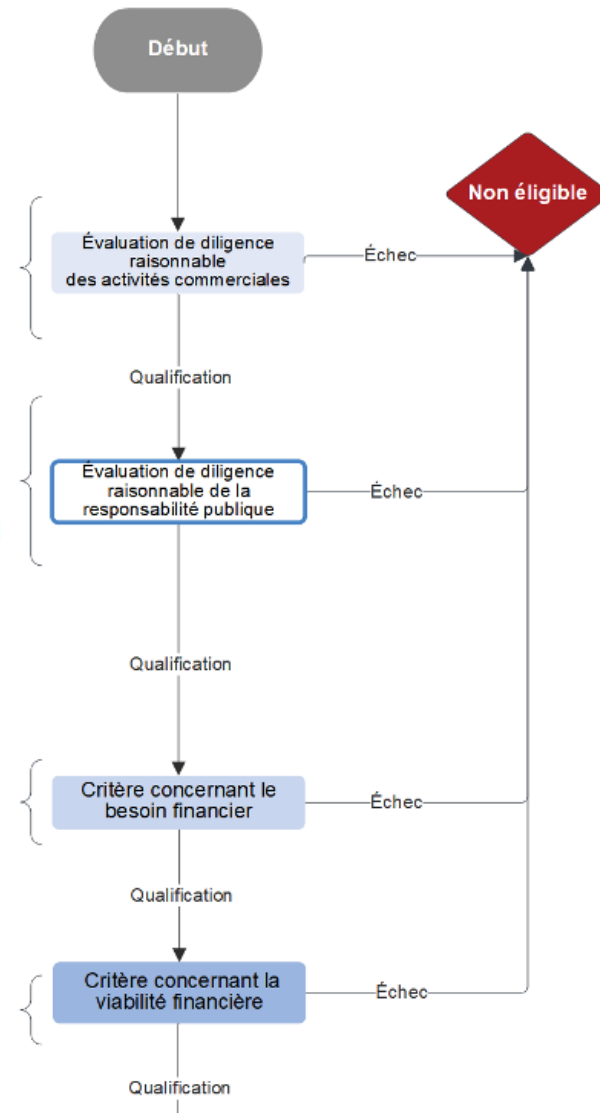 Début
Non éligible
Évaluation de diligence
raisonnable
des activités commerciales
Échec
Qualification
Évaluation de diligence
raisonnable de la
responsabilité publique
Échec
Qualification
Critère concernant le
besoin financier
Échec
Qualification
Critère concernant la
viabilité financière
Échec
Qualification